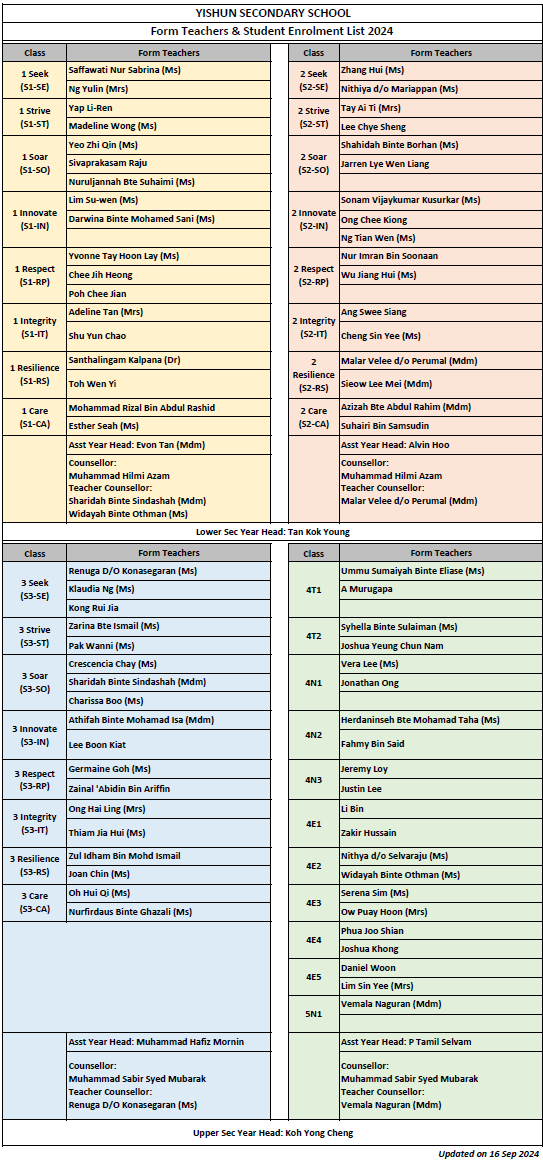 YISHUN SECONDARY SCHOOL
Form Teachers & Student Enrolment List 2024
Class Form Teachers
1 Seek
(S1-SE)
Saffawati Nur Sabrina (Ms)
Ng Yulin (Mrs)
1 Strive
(S1-ST)
Yap Li-Ren
Madeline Wong (Ms)
1 Soar
(S1-SO)
Yeo Zhi Qin (Ms)
Sivaprakasam Raju
Nuruljannah Bte Suhaimi (Ms)
1 Innovate
(S1-IN)
Lim Su-wen (Ms)
Darwina Binte Mohamed Sani (Ms)
1 Respect
(S1-RP)
Yvonne Tay Hoon Lay (Ms)
Chee Jih Heong
Poh Chee Jian
1 Integrity
(S1-IT)
Adeline Tan (Mrs)
Shu Yun Chao
1 Resilience
(S1-RS)
Santhalingam Kalpana (Dr)
Toh Wen Yi
1 Care
(S1-CA)
Mohammad Rizal Bin Abdul Rashid
Esther Seah (Ms)
Asst Year Head: Evon Tan (Mdm)
Counsellor:
Muhammad Hilmi Azam
Teacher Counsellor:
Sharidah Binte Sindashah (Mdm)
Widayah Binte Othman (Ms)
Class Form Teachers
2 Seek
(S2-SE)
Zhang Hui (Ms)
Nithiya d/o Mariappan (Ms)
2 Strive
(S2-ST)
Tay Ai Ti (Mrs)
Lee Chye Sheng
2 Soar
(S2-SO)
Shahidah Binte Borhan (Ms)
Jarren Lye Wen Liang
2 Innovate
(S2-IN)
Sonam Vijaykumar Kusurkar (Ms)
Ong Chee Kiong
Ng Tian Wen (Ms)
2 Respect
(S2-RP)
Nur Imran Bin Soonaan
Wu Jiang Hui (Ms)
2 Integrity
(S2-IT)
Ang Swee Siang
Cheng Sin Yee (Ms)
2
Resilience
(S2-RS)
Malar Velee d/o Perumal (Mdm)
Sieow Lee Mei (Mdm)
2 Care
(S2-CA)
Azizah Bte Abdul Rahim (Mdm)
Suhairi Bin Samsudin
Asst Year Head: Alvin Hoo
Counsellor:
Muhammad Hilmi Azam
Teacher Counsellor:
Malar Velee d/o Perumal (Mdm)
Lower Sec Year Head: Tan Kok Young
Class Form Teachers
3 Seek
(S3-SE)
Renuga D/O Konasegaran (Ms)
Klaudia Ng (Ms)
Kong Rui Jia
3 Strive
(S3-ST)
Zarina Bte Ismail (Ms)
Pak Wanni (Ms)
3 Soar
(S3-SO)
Crescencia Chay (Ms)
Sharidah Binte Sindashah (Mdm)
Charissa Boo (Ms)
3 Innovate
(S3-IN)
Athifah Binte Mohamad Isa (Mdm)
Lee Boon Kiat
3 Respect
(S3-RP)
Germaine Goh (Ms)
Zainal 'Abidin Bin Ariffin
3 Integrity
(S3-IT)
Ong Hai Ling (Mrs)
Thiam Jia Hui (Ms)
3 Resilience
(S3-RS)
Zul Idham Bin Mohd Ismail
Joan Chin (Ms)
3 Care
(S3-CA)
Oh Hui Qi (Ms)
Nurfirdaus Binte Ghazali (Ms)
Asst Year Head: Muhammad Hafiz Mornin
Counsellor:
Muhammad Sabir Syed Mubarak
Teacher Counsellor:
Renuga D/O Konasegaran (Ms)
Class Form Teachers
4T1
Ummu Sumaiyah Binte Eliase (Ms)
A Murugapa
4T2
Syhella Binte Sulaiman (Ms)
Joshua Yeung Chun Nam
4N1
Vera Lee (Ms)
Jonathan Ong
4N2
Herdaninseh Bte Mohamad Taha (Ms)
Fahmy Bin Said
4N3
Jeremy Loy
Justin Lee
4E1
Li Bin
Zakir Hussain
4E2
Nithya d/o Selvaraju (Ms)
Widayah Binte Othman (Ms)
4E3
Serena Sim (Ms)
Ow Puay Hoon (Mrs)
4E4
Phua Joo Shian
Joshua Khong
4E5
Daniel Woon
Lim Sin Yee (Mrs)
5N1
Vemala Naguran (Mdm)
Asst Year Head: P Tamil Selvam
Counsellor:
Muhammad Sabir Syed Mubarak
Teacher Counsellor:
Vemala Naguran (Mdm)
Upper Sec Year Head: Koh Yong Cheng
Updated on 16 Sep 2024